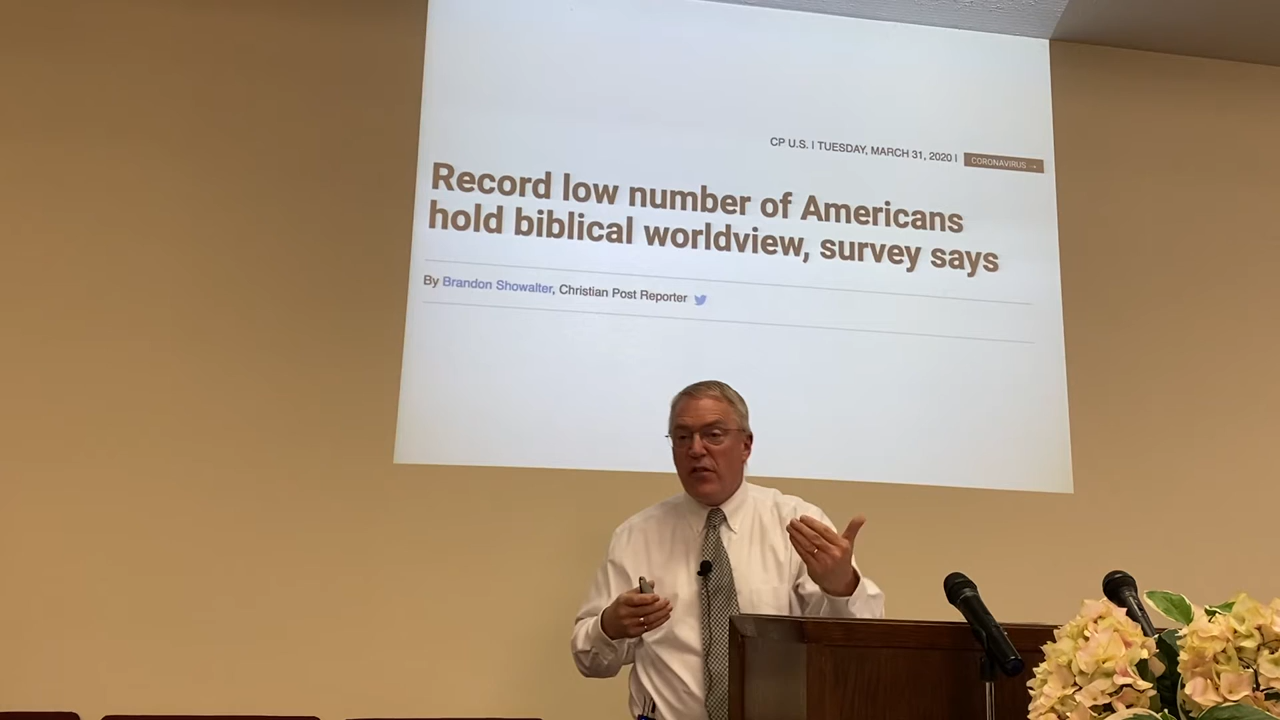 CP U.S. | TUESDAY, MARCH 31, 2020 |
CORONAVIRUS →
Record low number of Americans
hold biblical worldview, survey says
By Brandon Showalter, Christian Post Reporter